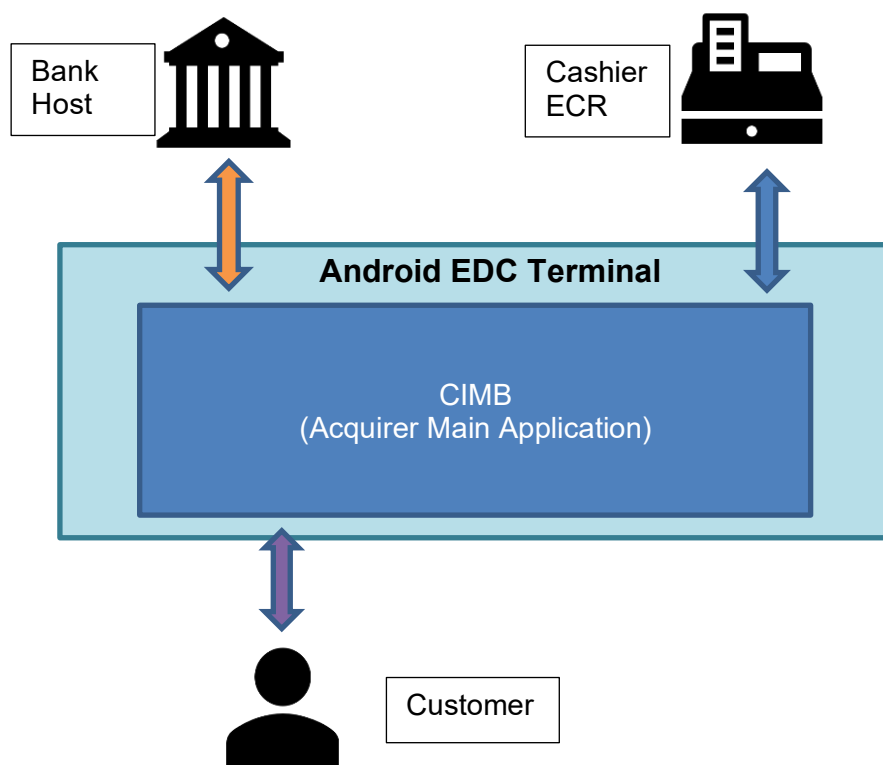 Bank
Host
Cashier
ECR
Android EDC Terminal
CIMB
(Acquirer Main Application)
Customer